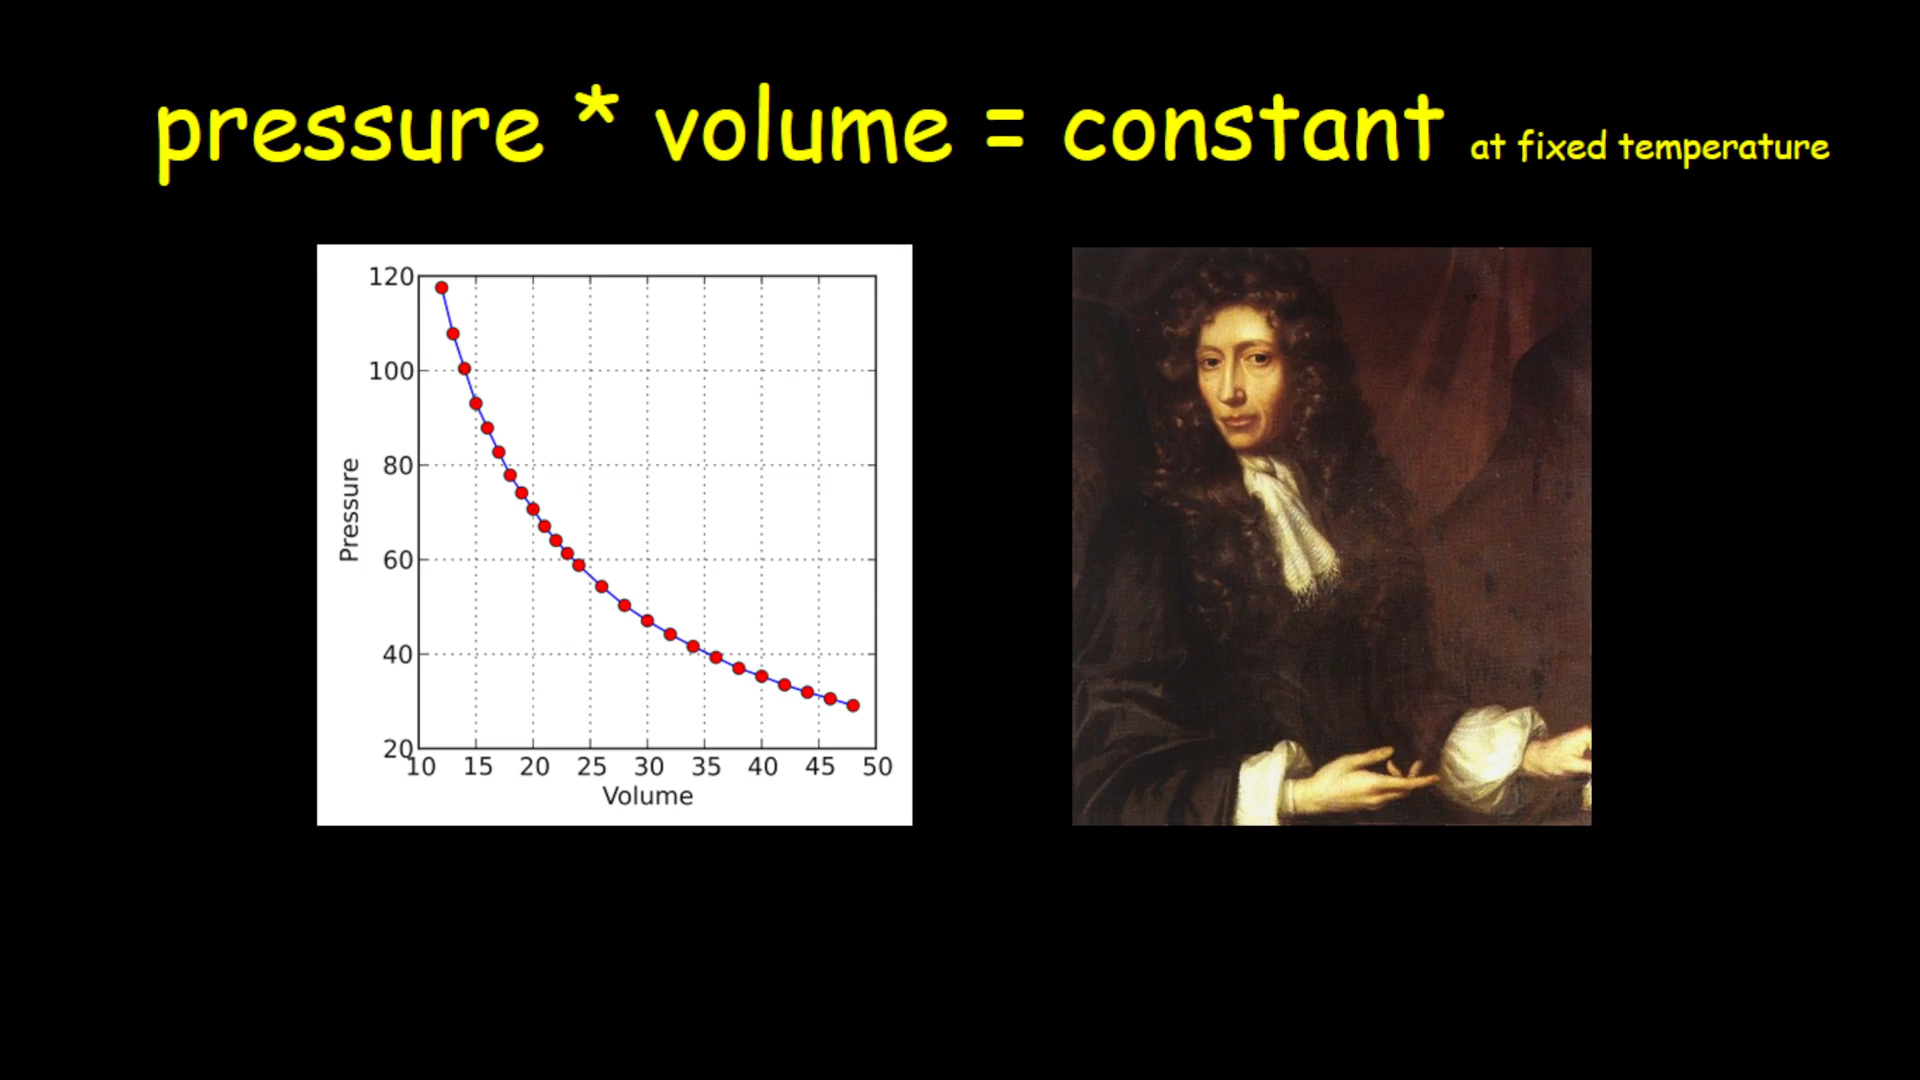 pressure * volume = constant at fixed temperature
120
100
80
60
40
20
Pressure
10 15 20 25 30 35 40 45 50
Volume